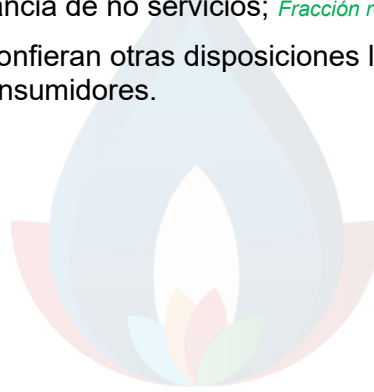 ancia de no servicios; Fracción r
onfieran otras disposiciones l
nsumidores.